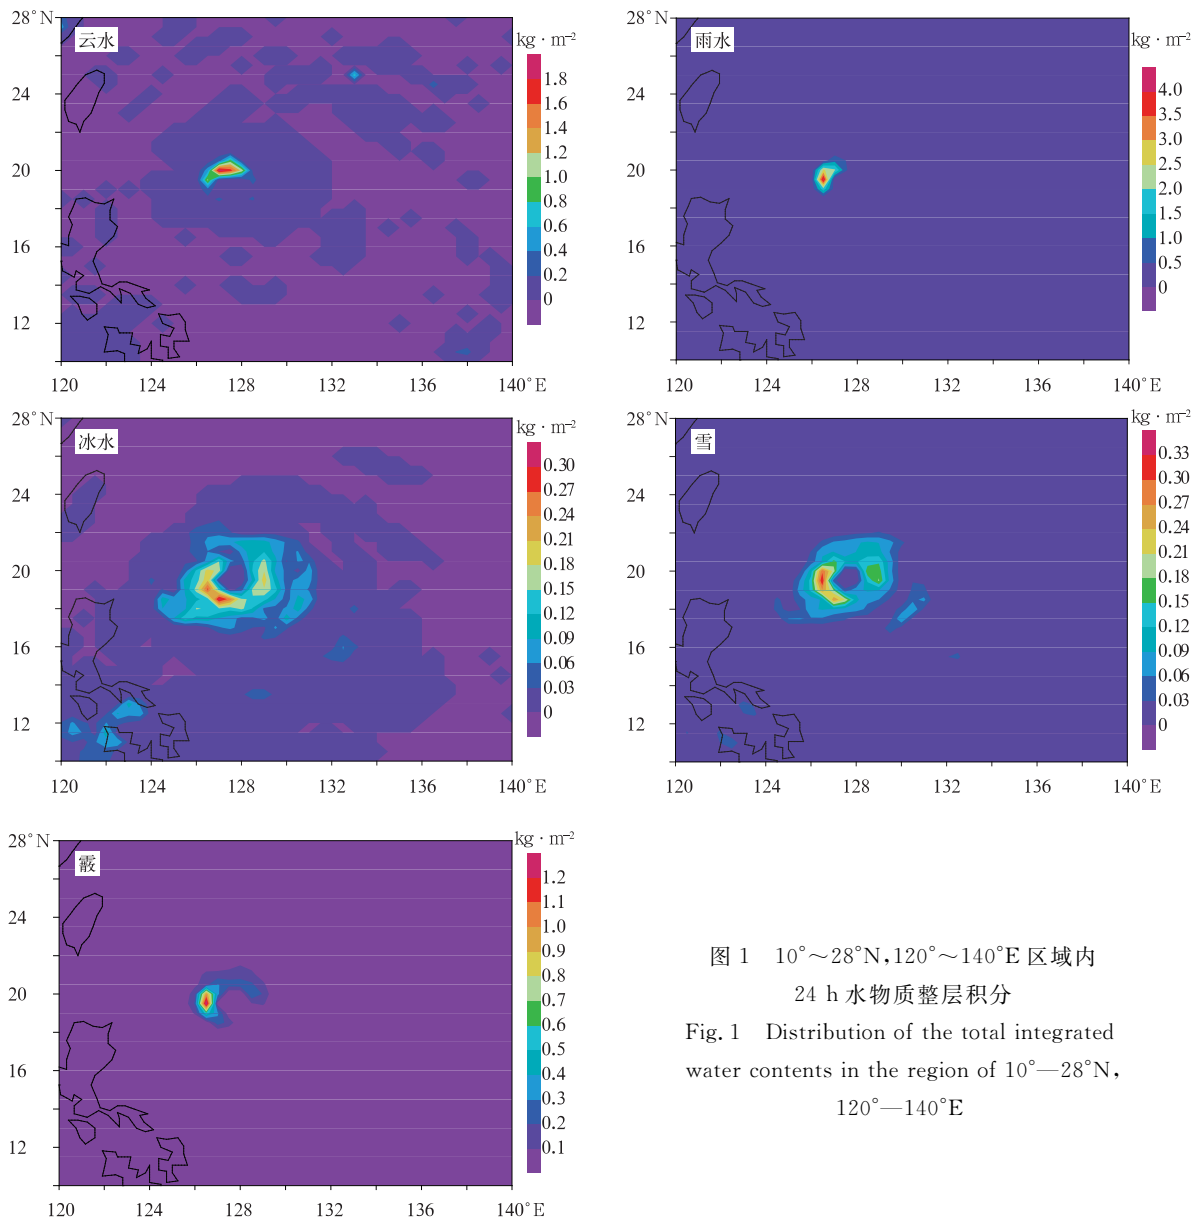 28°N
云水
kg·m⁻²
24
20
16
12
1.8
1.6
1.4
1.2
1.0
0.8
0.6
0.4
0.2
0
120 124 128 132 136 140°E
28°N
雨水
kg·m⁻²
24
20
16
12
4.0
3.5
3.0
2.5
2.0
1.5
1.0
0.5
0
120 124 128 132 136 140°E
28°N
冰水
kg·m⁻²
24
20
16
12
0.30
0.27
0.24
0.21
0.18
0.15
0.12
0.09
0.06
0.03
0
120 124 128 132 136 140°E
28°N
雪
kg·m⁻²
24
20
16
12
0.33
0.30
0.27
0.24
0.21
0.18
0.15
0.12
0.09
0.06
0.03
0
120 124 128 132 136 140°E
28°N
霰
kg·m⁻²
24
20
16
12
1.2
1.1
1.0
0.9
0.8
0.7
0.6
0.5
0.4
0.3
0.2
0.1
120 124 128 132 136 140°E
图 1 10°～28°N,120°～140°E 区域内
24 h 水物质整层积分
Fig. 1 Distribution of the total integrated
water contents in the region of 10°—28°N,
120°—140°E